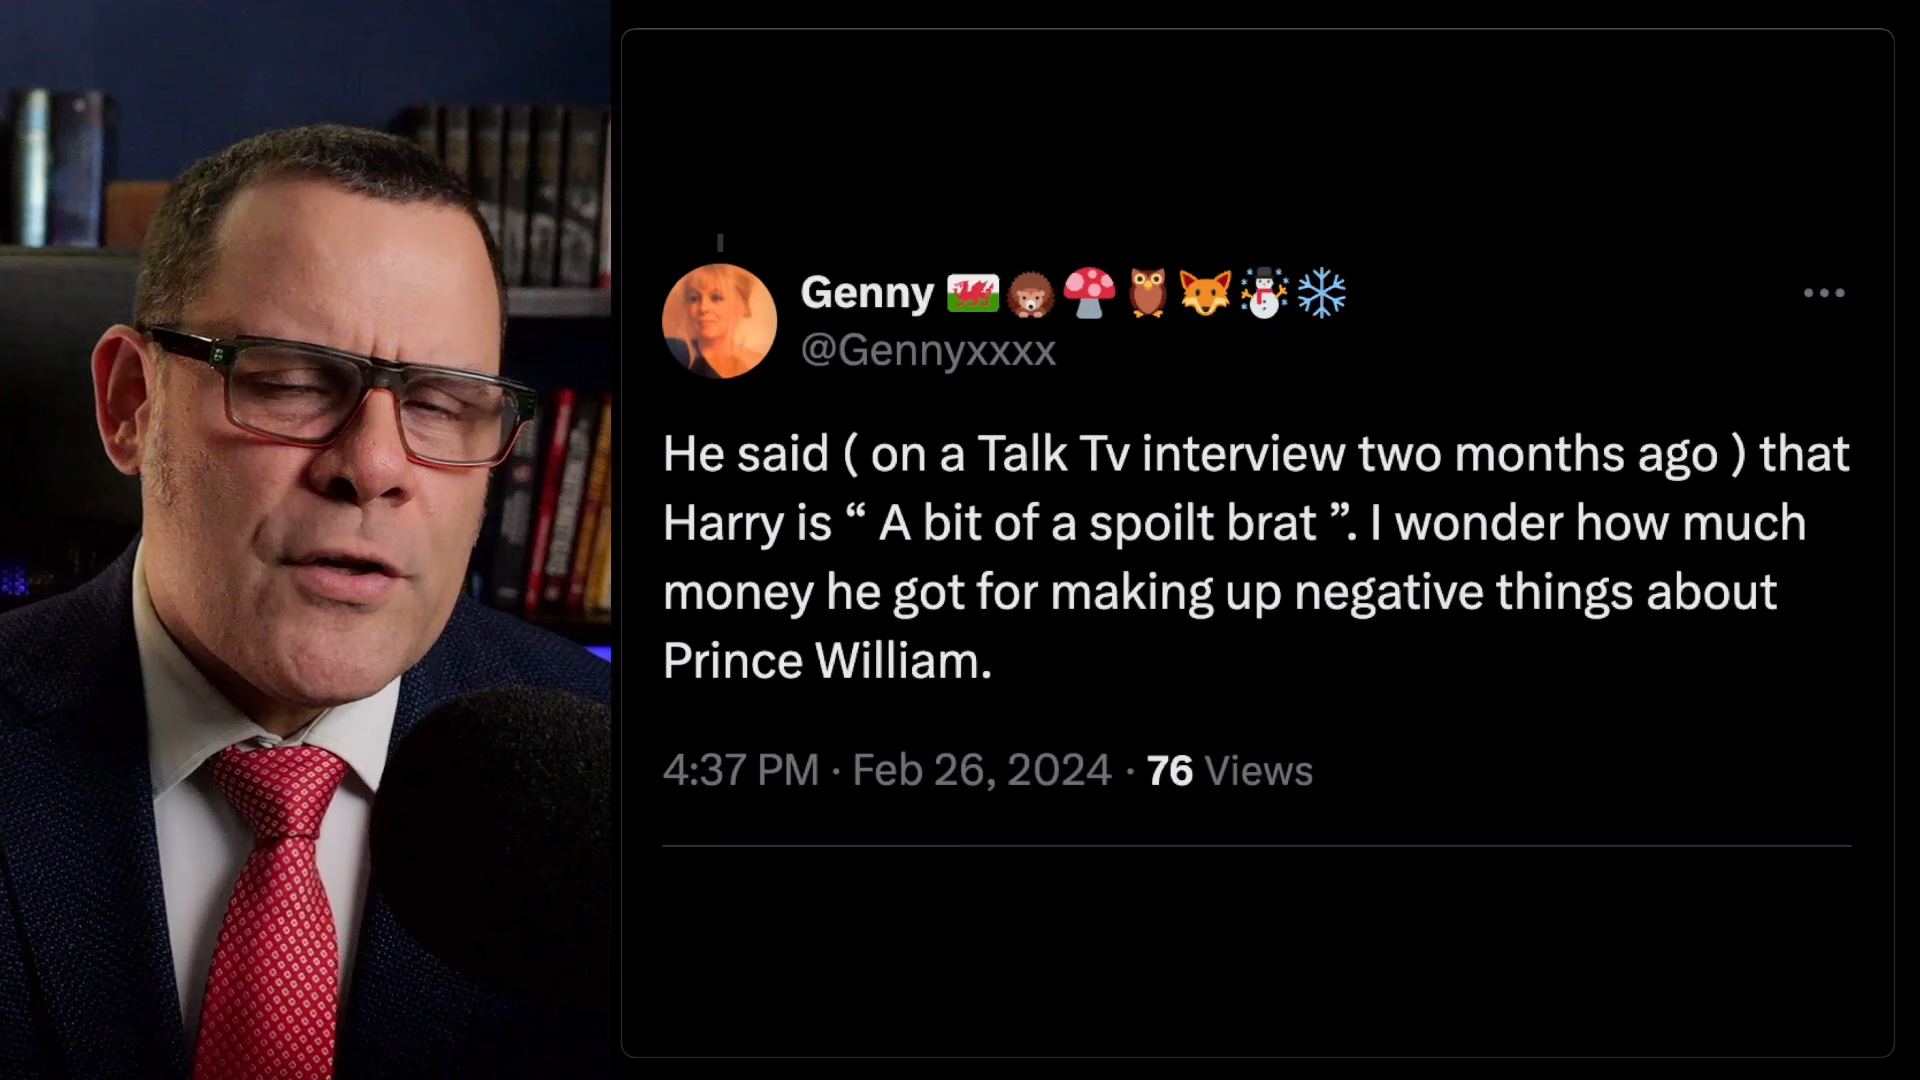 Genny 🏴󠁧󠁢󠁷󠁬󠁳󠁿🦔🍄🦉🦊☃️❄️
@Gennyxxxx
He said ( on a Talk Tv interview two months ago ) that
Harry is “ A bit of a spoilt brat ”. I wonder how much
money he got for making up negative things about
Prince William.
4:37 PM · Feb 26, 2024 · 76 Views